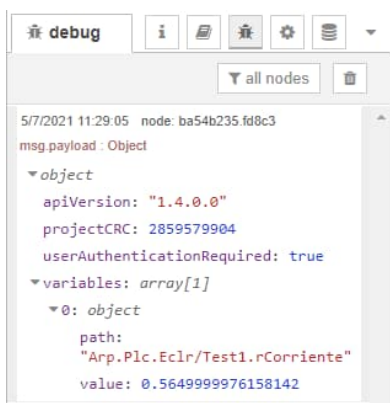 debug
i
all nodes
5/7/2021 11:29:05 node: ba54b235.fd8c3
msg.payload : Object
object
apiVersion: "1.4.0.0"
projectCRC: 2859579904
userAuthenticationRequired: true
variables: array[1]
0: object
path:
"Arp.Plc.Eclr/Test1.rCorriente"
value: 0.5649999976158142